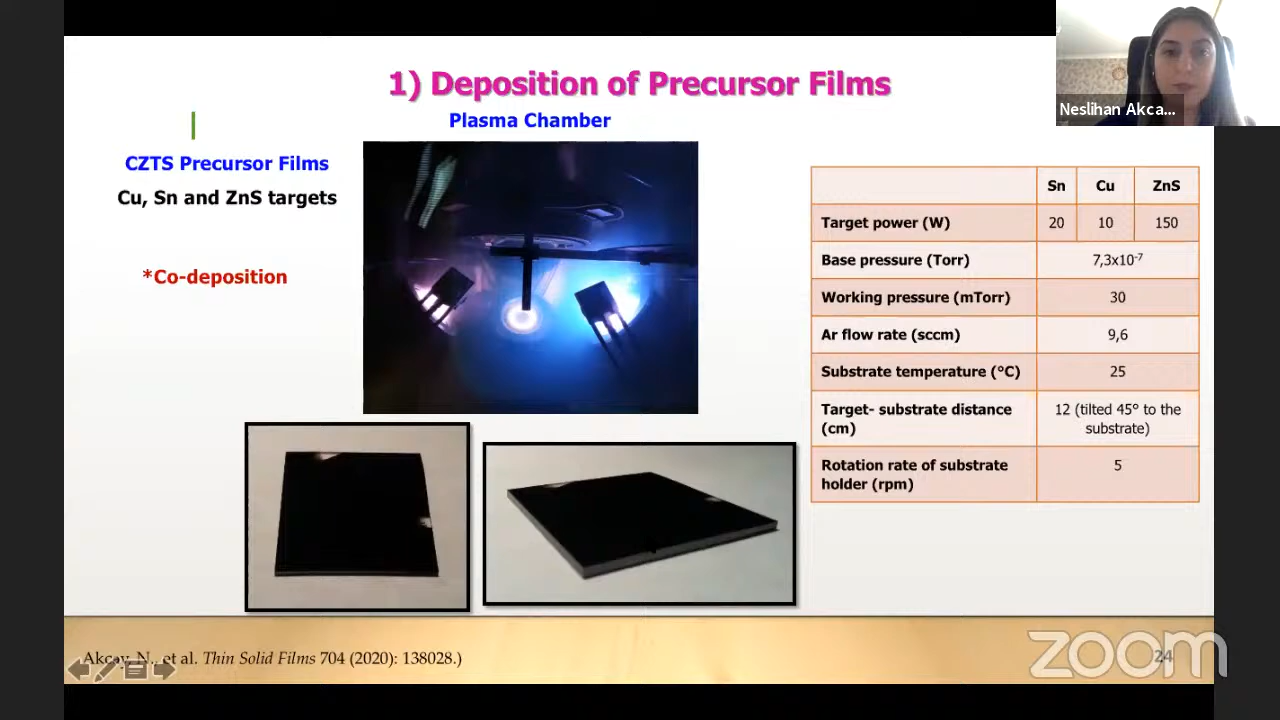 1) Deposition of Precursor Films
Plasma Chamber
CZTS Precursor Films
Cu, Sn and ZnS targets
*Co-deposition
Neslihan Akca...
Sn Cu ZnS
Target power (W) 20 10 150
Base pressure (Torr) 7,3x10⁻⁷
Working pressure (mTorr) 30
Ar flow rate (sccm) 9,6
Substrate temperature (°C) 25
Target- substrate distance
(cm)
12 (tilted 45° to the
substrate)
Rotation rate of substrate
holder (rpm)
5
Akcay, N., et al. Thin Solid Films 704 (2020): 138028.)
zoom
24